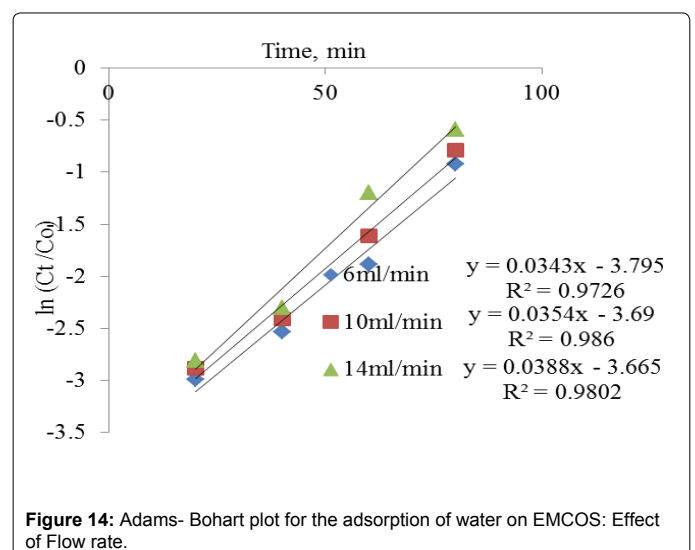 Time, min
0
0
50
100
-0.5
-1
-1.5
-2
-2.5
-3
-3.5
ln (Ct /Co)
6ml/min
y = 0.0343x - 3.795
R² = 0.9726
10ml/min
y = 0.0354x - 3.69
R² = 0.986
14ml/min
y = 0.0388x - 3.665
R² = 0.9802
Figure 14: Adams- Bohart plot for the adsorption of water on EMCOS: Effect
of Flow rate.